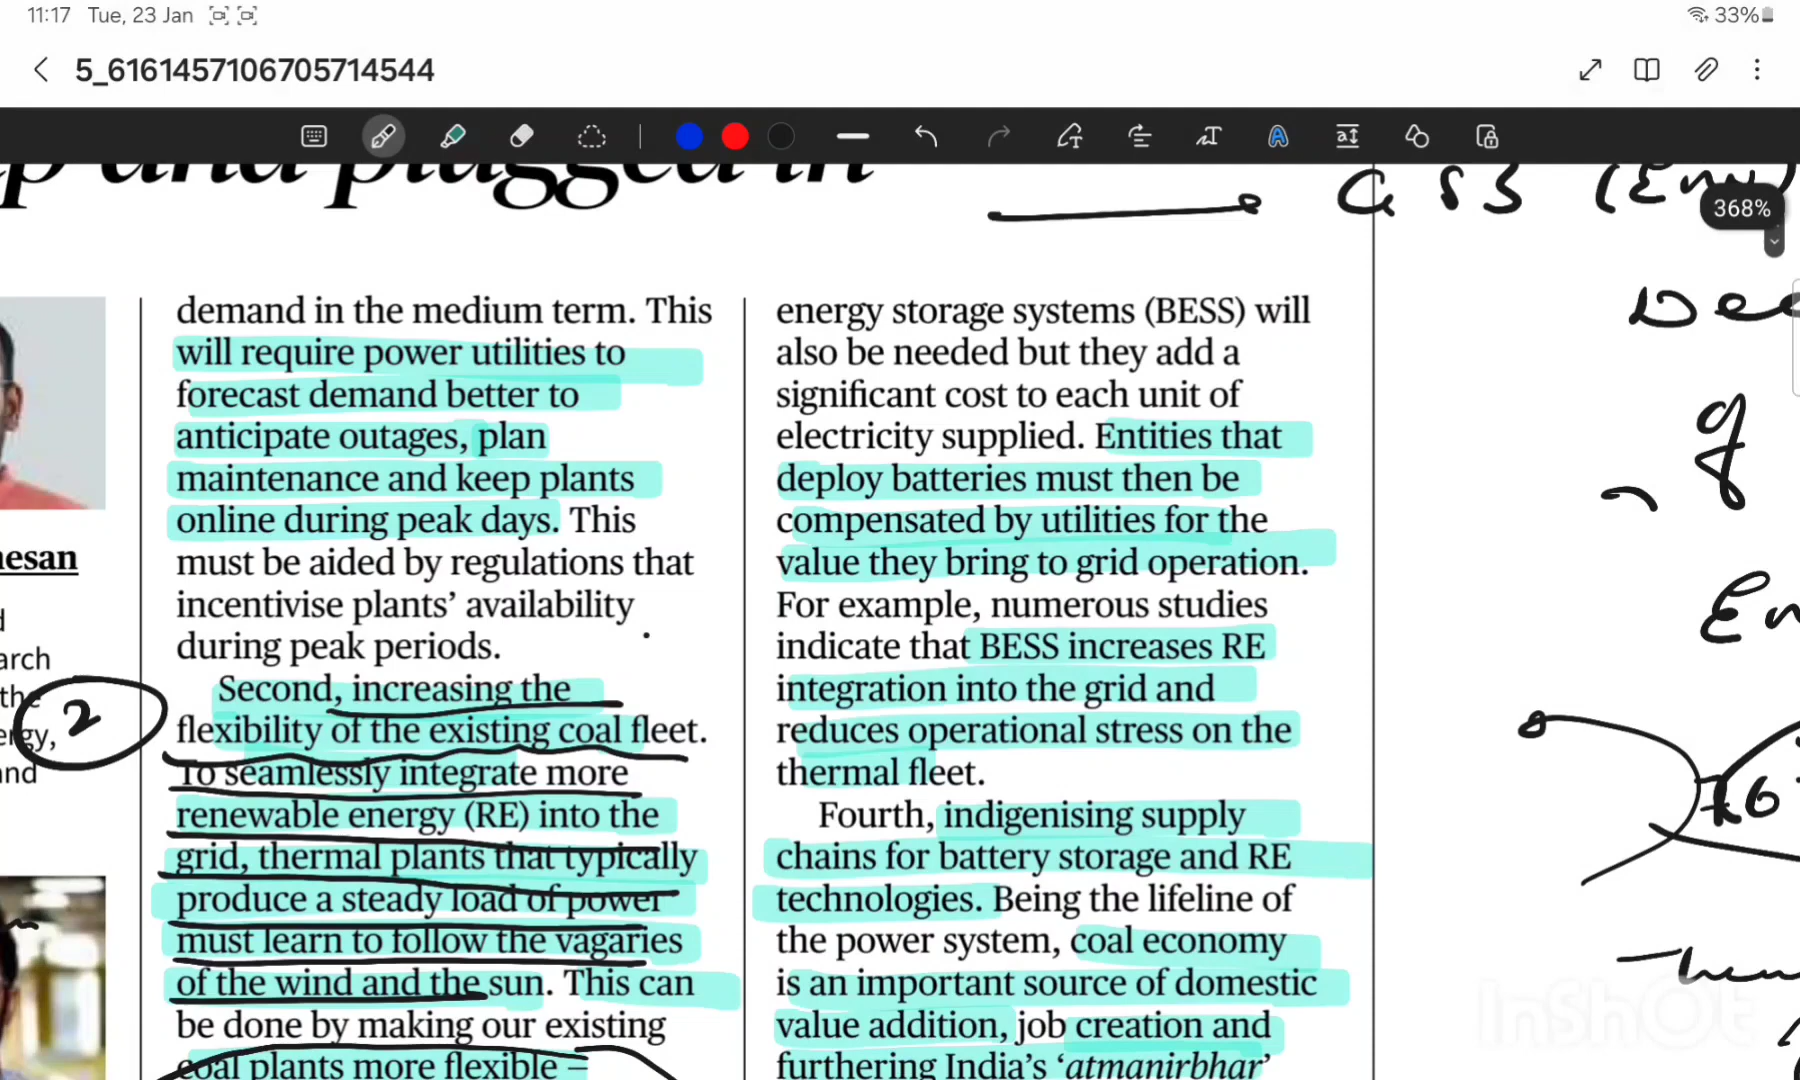 11:17 Tue, 23 Jan
33%
5_6161457106705714544
p and plugged in
GS3 (Env)
368%
nesan
d
arch
the
ergy,
and
2
demand in the medium term. This
will require power utilities to
forecast demand better to
anticipate outages, plan
maintenance and keep plants
online during peak days. This
must be aided by regulations that
incentivise plants’ availability
during peak periods.
Second, increasing the
flexibility of the existing coal fleet.
To seamlessly integrate more
renewable energy (RE) into the
grid, thermal plants that typically
produce a steady load of power
must learn to follow the vagaries
of the wind and the sun. This can
be done by making our existing
coal plants more flexible –
energy storage systems (BESS) will
also be needed but they add a
significant cost to each unit of
electricity supplied. Entities that
deploy batteries must then be
compensated by utilities for the
value they bring to grid operation.
For example, numerous studies
indicate that BESS increases RE
integration into the grid and
reduces operational stress on the
thermal fleet.
Fourth, indigenising supply
chains for battery storage and RE
technologies. Being the lifeline of
the power system, coal economy
is an important source of domestic
value addition, job creation and
furthering India’s ‘atmanirbhar’
InShOt